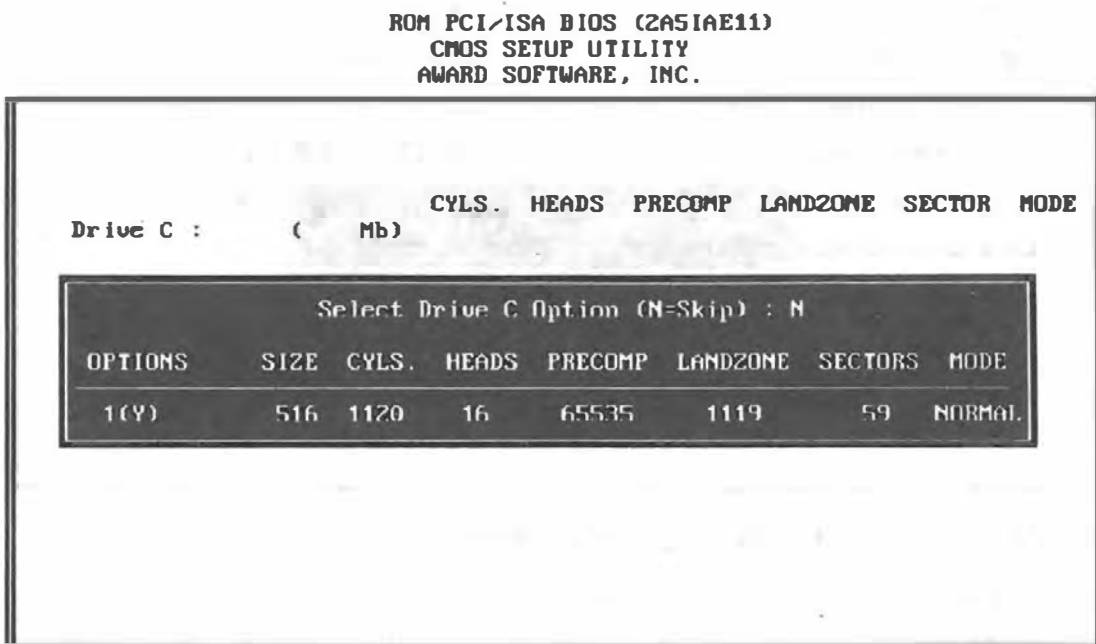 ROM PCI/ISA BIOS (2A5IAE11)
CMOS SETUP UTILITY
AWARD SOFTWARE, INC.
CYLS. HEADS PRECOMP LANDZONE SECTOR MODE
Drive C : ( Mb)
Select Drive C Option (N=Skip) : N
OPTIONS SIZE CYLS. HEADS PRECOMP LANDZONE SECTORS MODE
1(Y) 516 1120 16 65535 1119 59 NORMAL